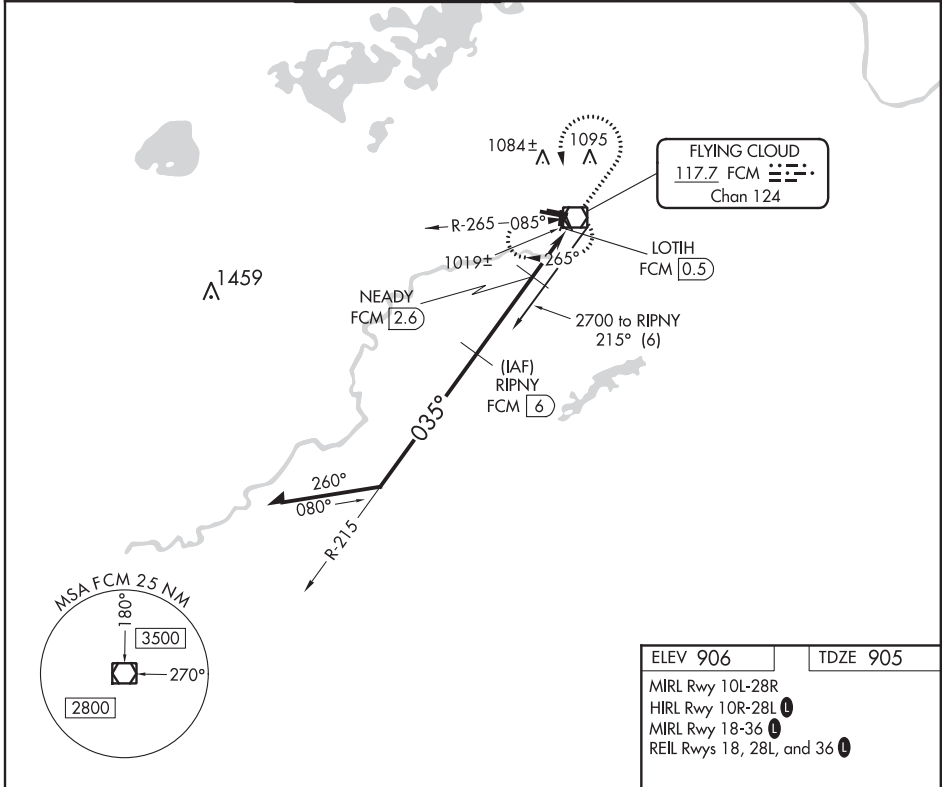 1084±
1095
FLYING CLOUD
117.7 FCM
Chan 124
R-265
085°
1019±
265°
LOTIH
FCM 0.5
1459
NEADY
FCM 2.6
2700 to RIPNY
215° (6)
(IAF)
RIPNY
FCM 6
035°
260°
080°
R-215
MSA FCM 25 NM
180°
3500
270°
2800
ELEV 906
TDZE 905
MIRL Rwy 10L-28R
HIRL Rwy 10R-28L L
MIRL Rwy 18-36 L
REIL Rwys 18, 28L, and 36 L